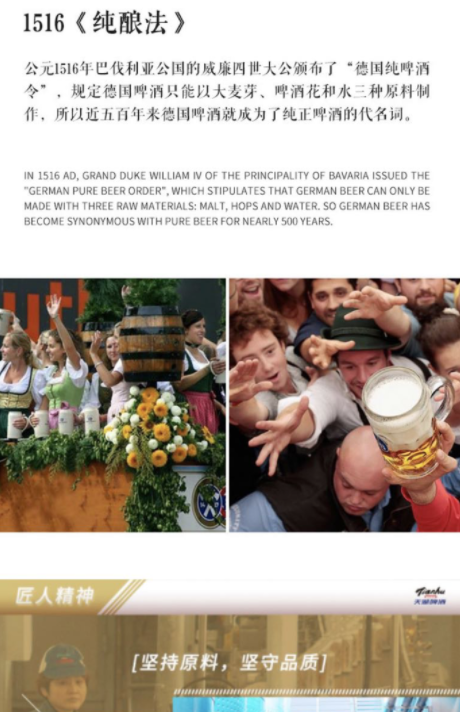 1516《纯酿法》
公元1516年巴伐利亚公国的威廉四世大公颁布了“德国纯啤酒
令”，规定德国啤酒只能以大麦芽、啤酒花和水三种原料制
作，所以近五百年来德国啤酒就成为了纯正啤酒的代名词。
IN 1516 AD, GRAND DUKE WILLIAM IV OF THE PRINCIPALITY OF BAVARIA ISSUED THE
"GERMAN PURE BEER ORDER", WHICH STIPULATES THAT GERMAN BEER CAN ONLY BE
MADE WITH THREE RAW MATERIALS: MALT, HOPS AND WATER. SO GERMAN BEER HAS
BECOME SYNONYMOUS WITH PURE BEER FOR NEARLY 500 YEARS.
匠人精神
Tianhu
天湖啤酒
[坚持原料，坚守品质]